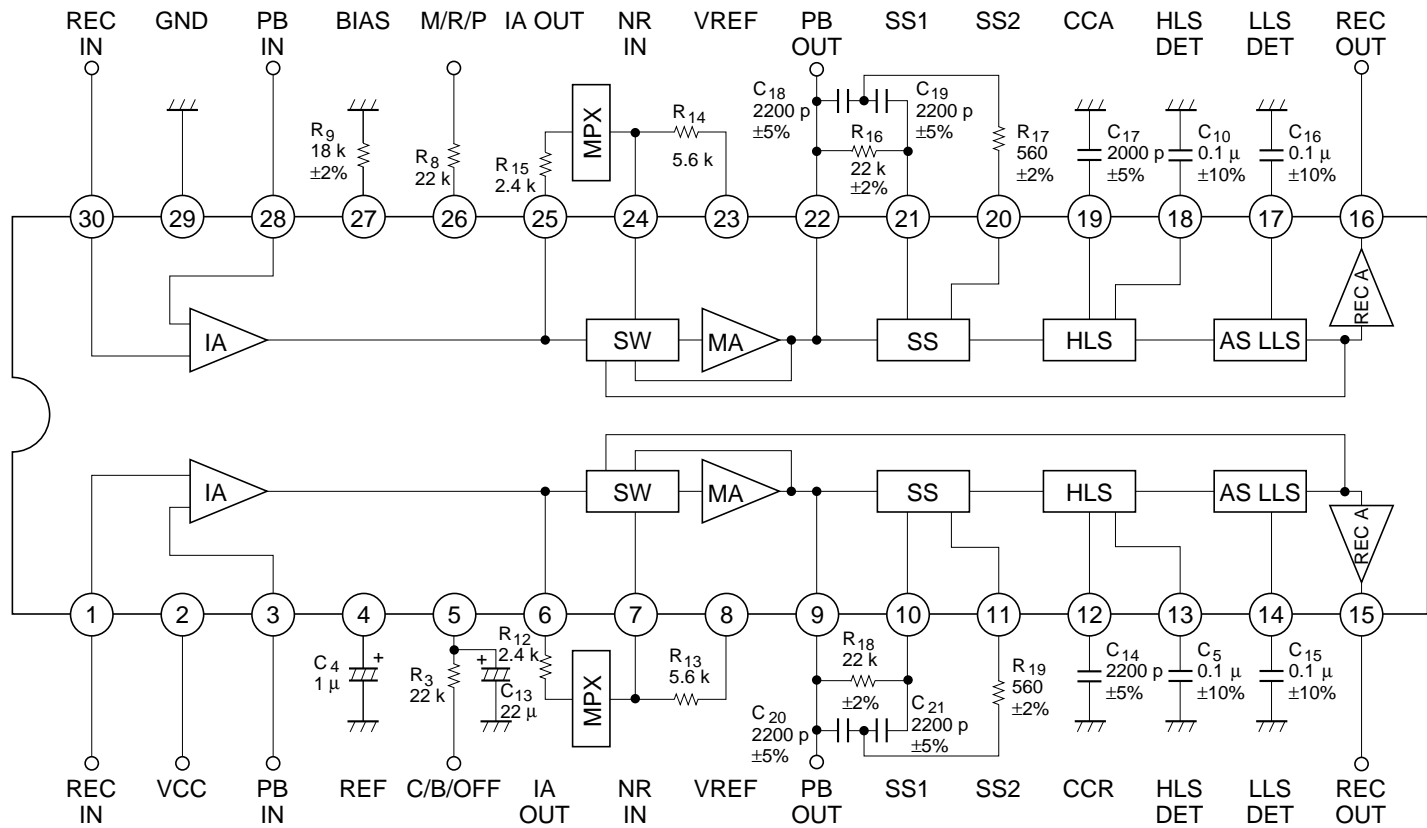 REC IN
GND
PB IN
BIAS
M/R/P
IA OUT
NR IN
VREF
PB OUT
SS1
SS2
CCA
HLS DET
LLS DET
REC OUT
R9
18 k
±2%
R8
22 k
R15
2.4 k
MPX
R14
5.6 k
C18
2200 p
±5%
R16
22 k
±2%
C19
2200 p
±5%
R17
560
±2%
C17
2000 p
±5%
C10
0.1 µ
±10%
C16
0.1 µ
±10%
30 29 28 27 26 25 24 23 22 21 20 19 18 17 16
IA SW MA SS HLS AS LLS REC A
IA SW MA SS HLS AS LLS REC A
1 2 3 4 5 6 7 8 9 10 11 12 13 14 15
C4
1 µ
+
R3
22 k
+
C13
22 µ
R12
2.4 k
MPX
R13
5.6 k
R18
22 k
±2%
C20
2200 p
±5%
C21
2200 p
±5%
R19
560
±2%
C14
2200 p
±5%
C5
0.1 µ
±10%
C15
0.1 µ
±10%
REC IN
VCC
PB IN
REF
C/B/OFF
IA OUT
NR IN
VREF
PB OUT
SS1
SS2
CCR
HLS DET
LLS DET
REC OUT